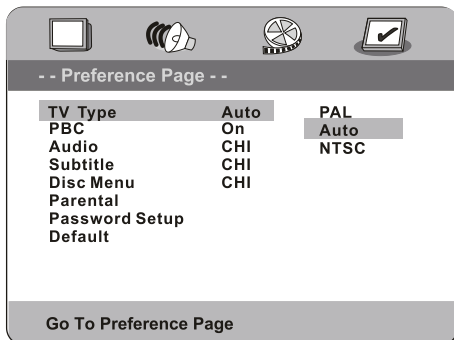 - - Preference Page - -
TV Type Auto PAL
PBC On Auto
Audio CHI NTSC
Subtitle CHI
Disc Menu CHI
Parental
Password Setup
Default
Go To Preference Page